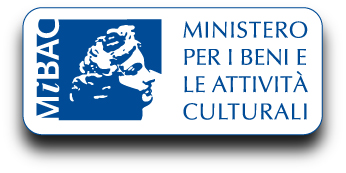 MiBAC
MINISTERO
PER I BENI E
LE ATTIVITÀ
CULTURALI